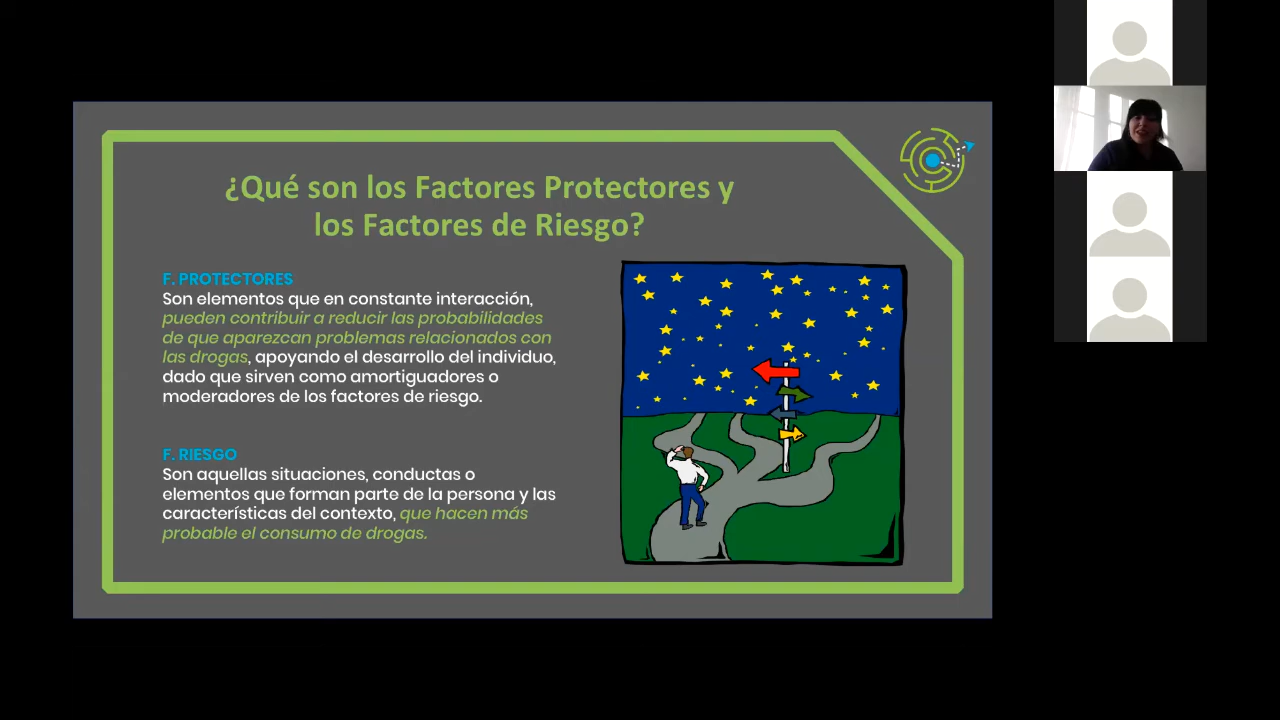 ¿Qué son los Factores Protectores y
los Factores de Riesgo?
F. PROTECTORES
Son elementos que en constante interacción,
pueden contribuir a reducir las probabilidades
de que aparezcan problemas relacionados con
las drogas, apoyando el desarrollo del individuo,
dado que sirven como amortiguadores o
moderadores de los factores de riesgo.
F. RIESGO
Son aquellas situaciones, conductas o
elementos que forman parte de la persona y las
características del contexto, que hacen más
probable el consumo de drogas.